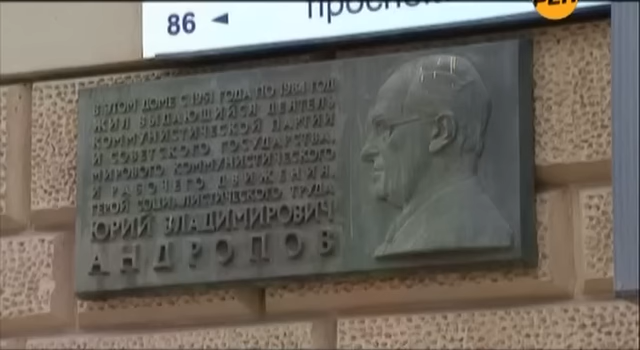 86 ◄
В ЭТОМ ДОМЕ С 1951 ГОДА ПО 1984 ГОД
ЖИЛ ВЫДАЮЩИЙСЯ ДЕЯТЕЛЬ
КОММУНИСТИЧЕСКОЙ ПАРТИИ
И СОВЕТСКОГО ГОСУДАРСТВА,
МИРОВОГО КОММУНИСТИЧЕСКОГО
И РАБОЧЕГО ДВИЖЕНИЯ,
ГЕРОЙ СОЦИАЛИСТИЧЕСКОГО ТРУДА
ЮРИЙ ВЛАДИМИРОВИЧ
АНДРОПОВ